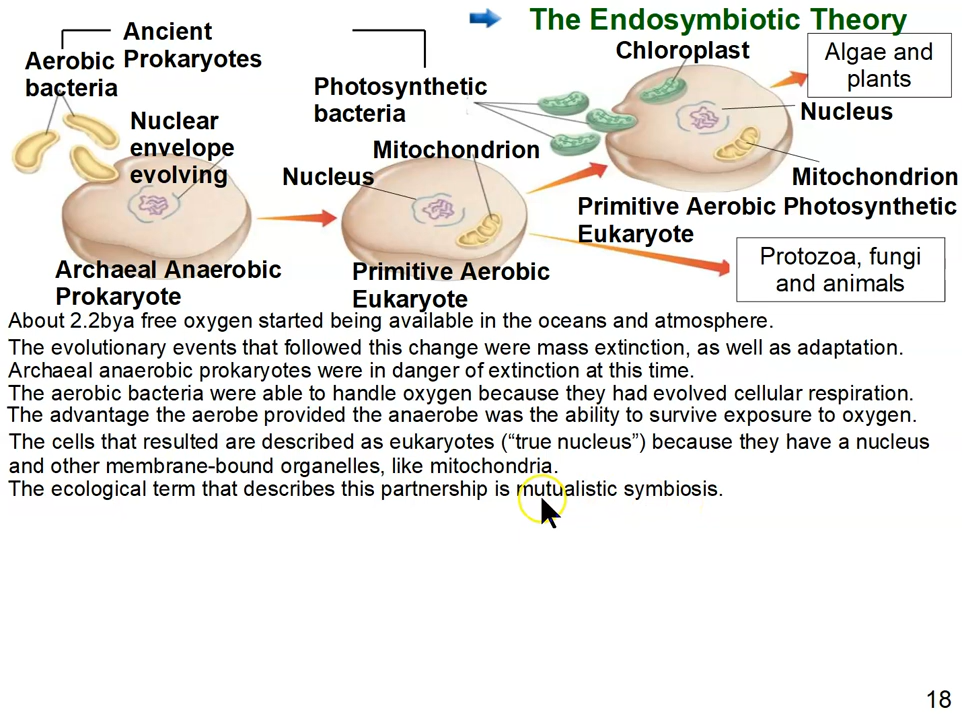 The Endosymbiotic Theory
Ancient
Prokaryotes
Aerobic
bacteria
Nuclear
envelope
evolving
Archaeal Anaerobic
Prokaryote
Photosynthetic
bacteria
Mitochondrion
Nucleus
Primitive Aerobic
Eukaryote
Chloroplast
Nucleus
Mitochondrion
Primitive Aerobic Photosynthetic
Eukaryote
Algae and
plants
Protozoa, fungi
and animals
About 2.2bya free oxygen started being available in the oceans and atmosphere.
The evolutionary events that followed this change were mass extinction, as well as adaptation.
Archaeal anaerobic prokaryotes were in danger of extinction at this time.
The aerobic bacteria were able to handle oxygen because they had evolved cellular respiration.
The advantage the aerobe provided the anaerobe was the ability to survive exposure to oxygen.
The cells that resulted are described as eukaryotes (“true nucleus”) because they have a nucleus
and other membrane-bound organelles, like mitochondria.
The ecological term that describes this partnership is mutualistic symbiosis.
18